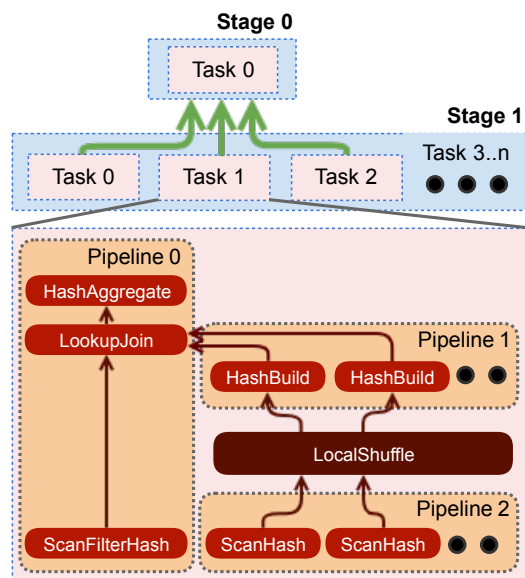 Stage 0
Task 0
Stage 1
Task 0
Task 1
Task 2
Task 3..n
Pipeline 0
HashAggregate
LookupJoin
Pipeline 1
HashBuild
HashBuild
LocalShuffle
Pipeline 2
ScanFilterHash
ScanHash
ScanHash